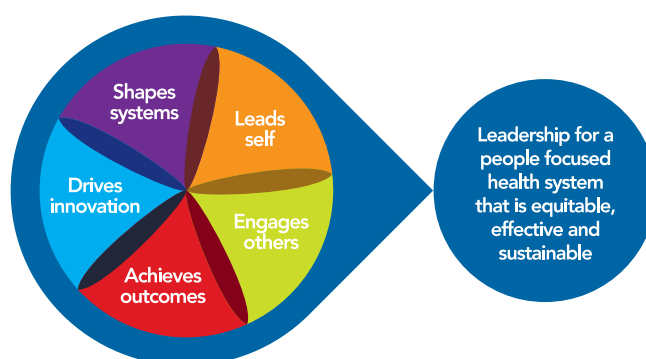 Shapes
systems
Leads
self
Engages
others
Achieves
outcomes
Drives
innovation
Leadership for a
people focused
health system
that is equitable,
effective and
sustainable